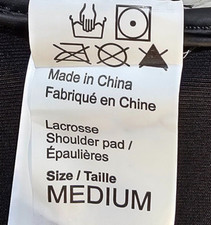 Made in China
Fabriqué en Chine
Lacrosse
Shoulder pad /
Épaulières
Size / Taille
MEDIUM